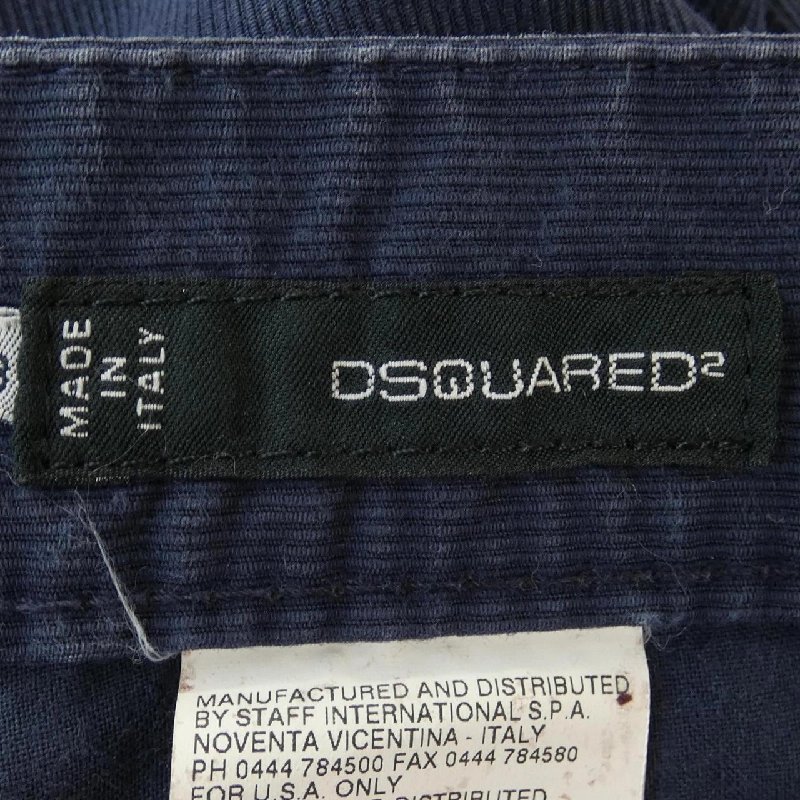 MADE
IN
ITALY
DSQUARED²
MANUFACTURED AND DISTRIBUTED
BY STAFF INTERNATIONAL S.P.A.
NOVENTA VICENTINA - ITALY
PH 0444 784500 FAX 0444 784580
FOR U.S.A. ONLY
DISTRIBUTED